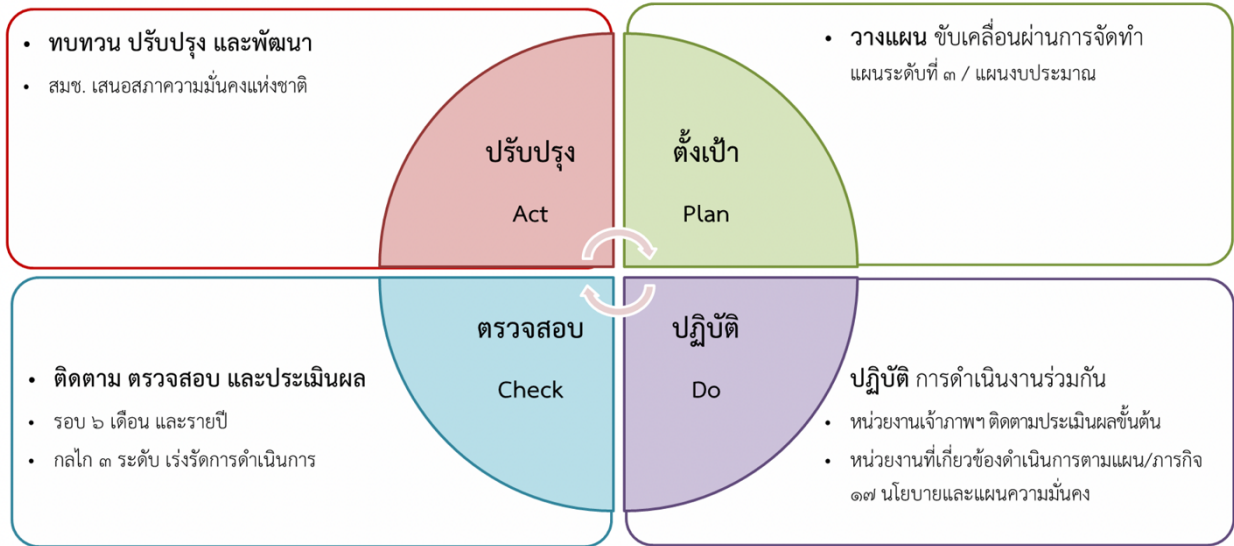 • ทบทวน ปรับปรุง และพัฒนา
• สมช. เสนอสภาความมั่นคงแห่งชาติ
ปรับปรุง
Act
• วางแผน ขับเคลื่อนผ่านการจัดทำ
แผนระดับที่ ๓ / แผนงบประมาณ
ตั้งเป้า
Plan
• ติดตาม ตรวจสอบ และประเมินผล
• รอบ ๖ เดือน และรายปี
• กลไก ๓ ระดับ เร่งรัดการดำเนินการ
ตรวจสอบ
Check
ปฏิบัติ
Do
ปฏิบัติ การดำเนินงานร่วมกัน
• หน่วยงานเจ้าภาพฯ ติดตามประเมินผลขั้นต้น
• หน่วยงานที่เกี่ยวข้องดำเนินการตามแผน/ภารกิจ
๑๗ นโยบายและแผนความมั่นคง